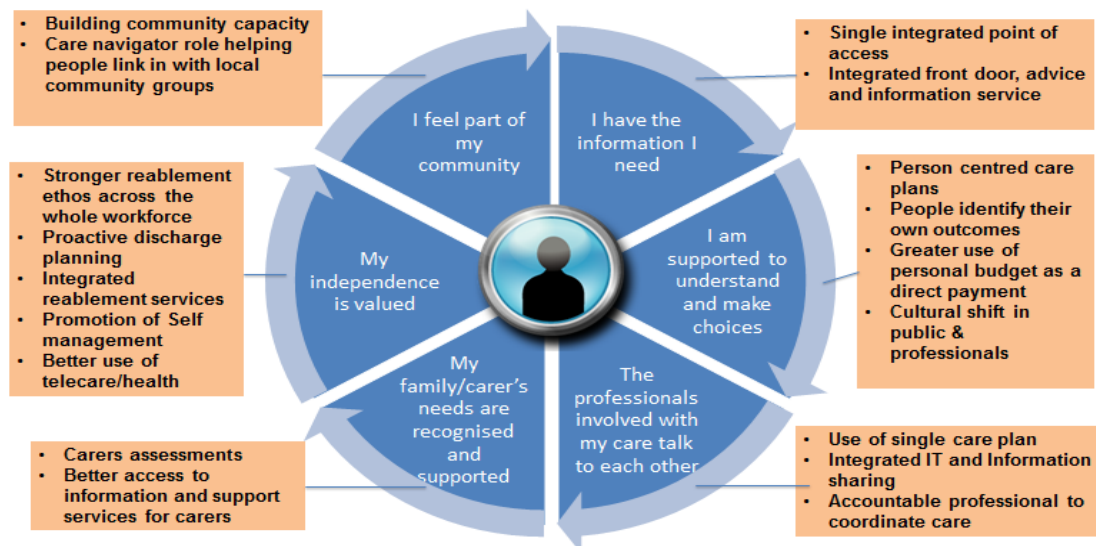 • Building community capacity
• Care navigator role helping
people link in with local
community groups
• Single integrated point of
access
• Integrated front door, advice
and information service
I feel part of
my
community
I have the
information I
need
• Stronger reablement
ethos across the
whole workforce
• Proactive discharge
planning
• Integrated
reablement services
• Promotion of Self
management
• Better use of
telecare/health
• Person centred care
plans
• People identify their
own outcomes
• Greater use of
personal budget as a
direct payment
• Cultural shift in
public &
professionals
My
independence
is valued
I am
supported to
understand
and make
choices
My
family/carer's
needs are
recognised
and
supported
The
professionals
involved with
my care talk
to each other
• Carers assessments
• Better access to
information and support
services for carers
• Use of single care plan
• Integrated IT and Information
sharing
• Accountable professional to
coordinate care